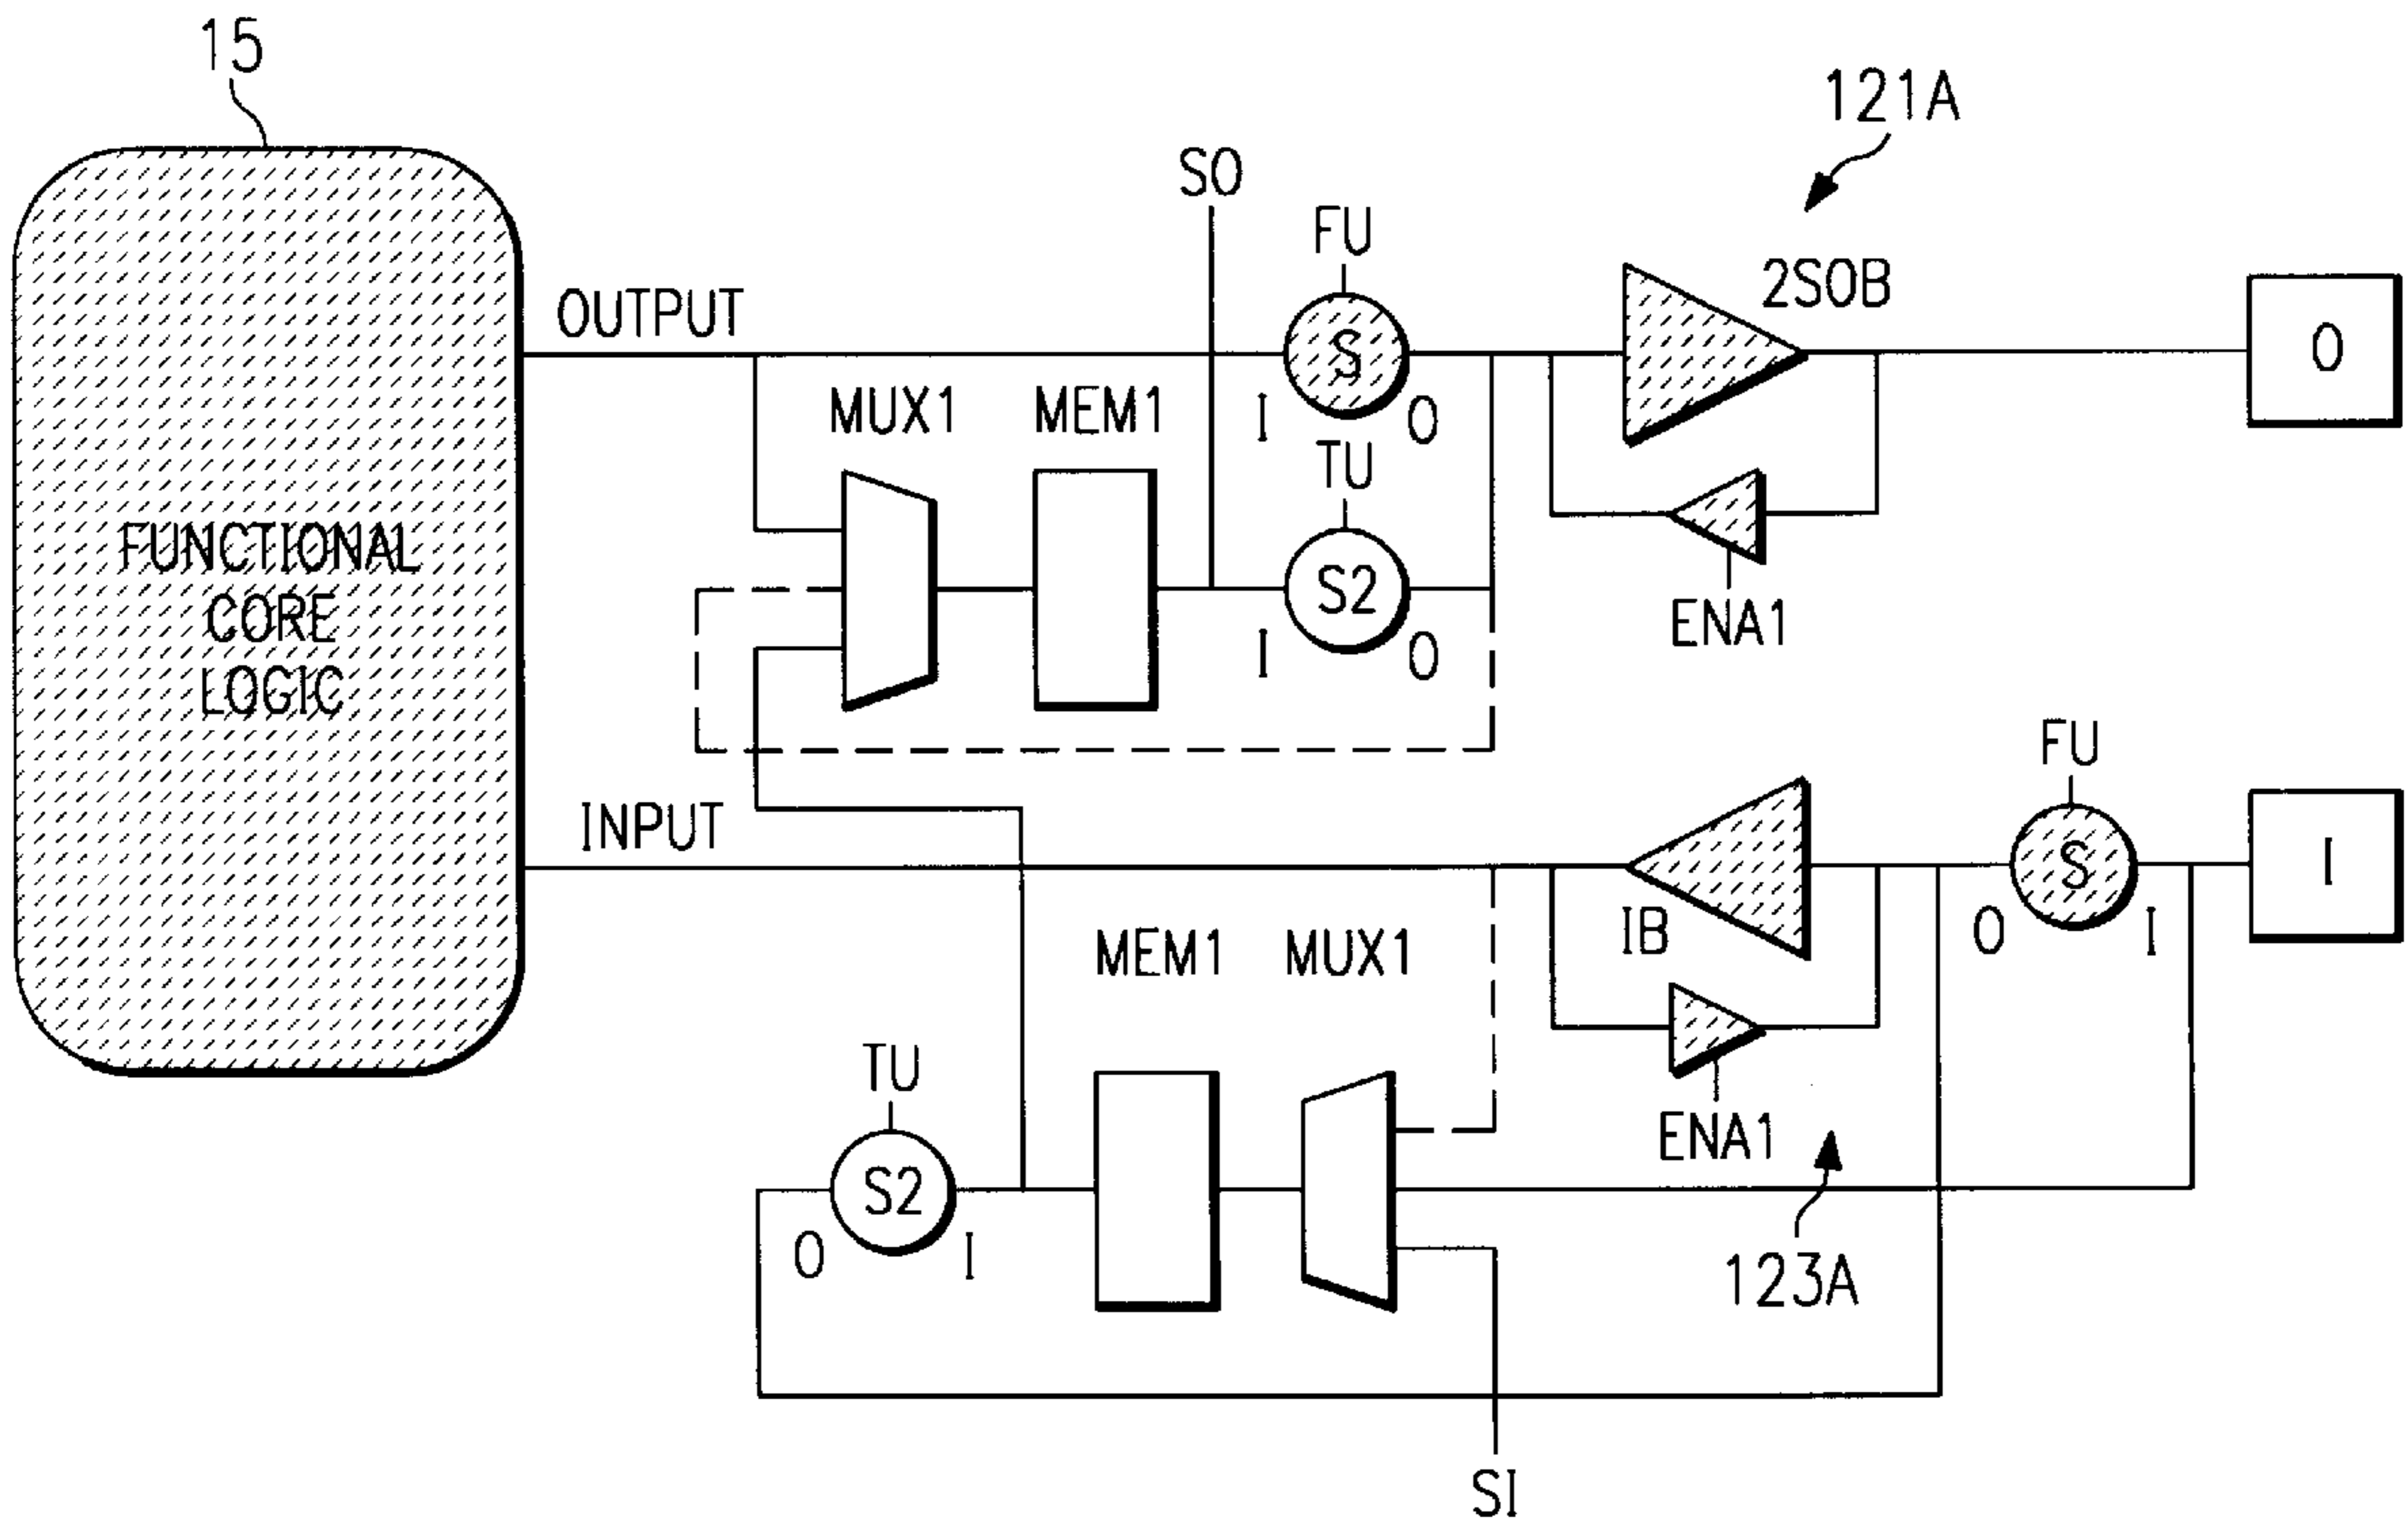 15
121A
SO
FU
2SOB
OUTPUT
S
O
MUX1
MEM1
I
O
TU
S2
ENA1
I
O
FUNCTIONAL
CORE
LOGIC
FU
INPUT
S
I
IB
O
I
MEM1
MUX1
TU
ENA1
S2
O
I
123A
SI